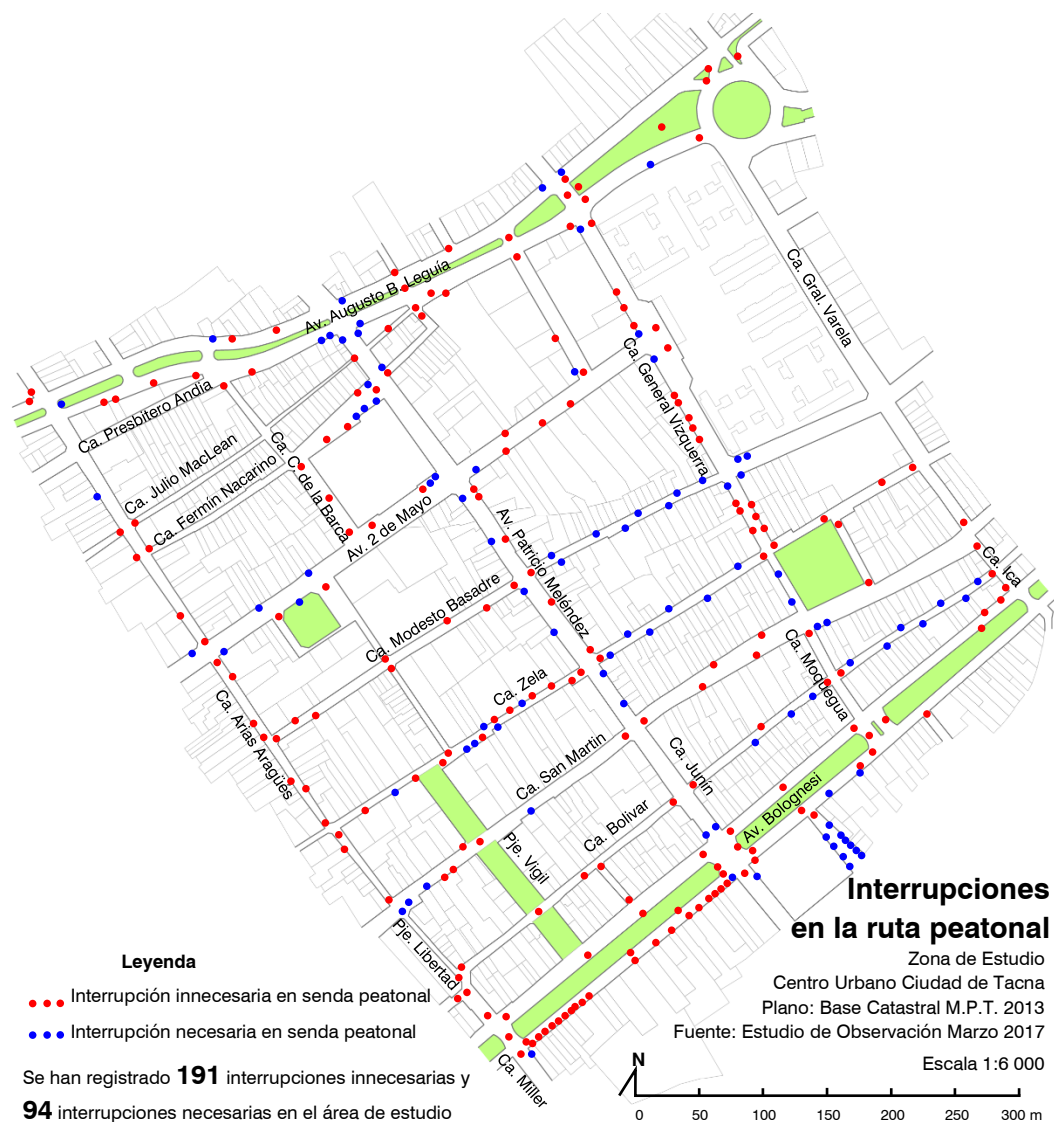 Ca. Gral. Varela
Av. Augusto B. Leguía
Ca. General Vizquerra
Ca. Presbitero Andía
Ca. Julio MacLean
Ca. Fermín Nacarino
Ca. C. de la Barca
Av. 2 de Mayo
Av. Patricio Meléndez
Ca. Ica
Ca. Modesto Basadre
Ca. Moquegua
Ca. Zela
Ca. Arias Aragües
Ca. San Martin
Ca. Junín
Av. Bolognesi
Ca. Bolivar
Pje. Vigil
Pje. Libertad
Ca. Miller
Interrupciones
en la ruta peatonal
Zona de Estudio
Centro Urbano Ciudad de Tacna
Plano: Base Catastral M.P.T. 2013
Fuente: Estudio de Observación Marzo 2017
Escala 1:6 000
N
0 50 100 150 200 250 300 m
Leyenda
Interrupción innecesaria en senda peatonal
Interrupción necesaria en senda peatonal
Se han registrado 191 interrupciones innecesarias y
94 interrupciones necesarias en el área de estudio